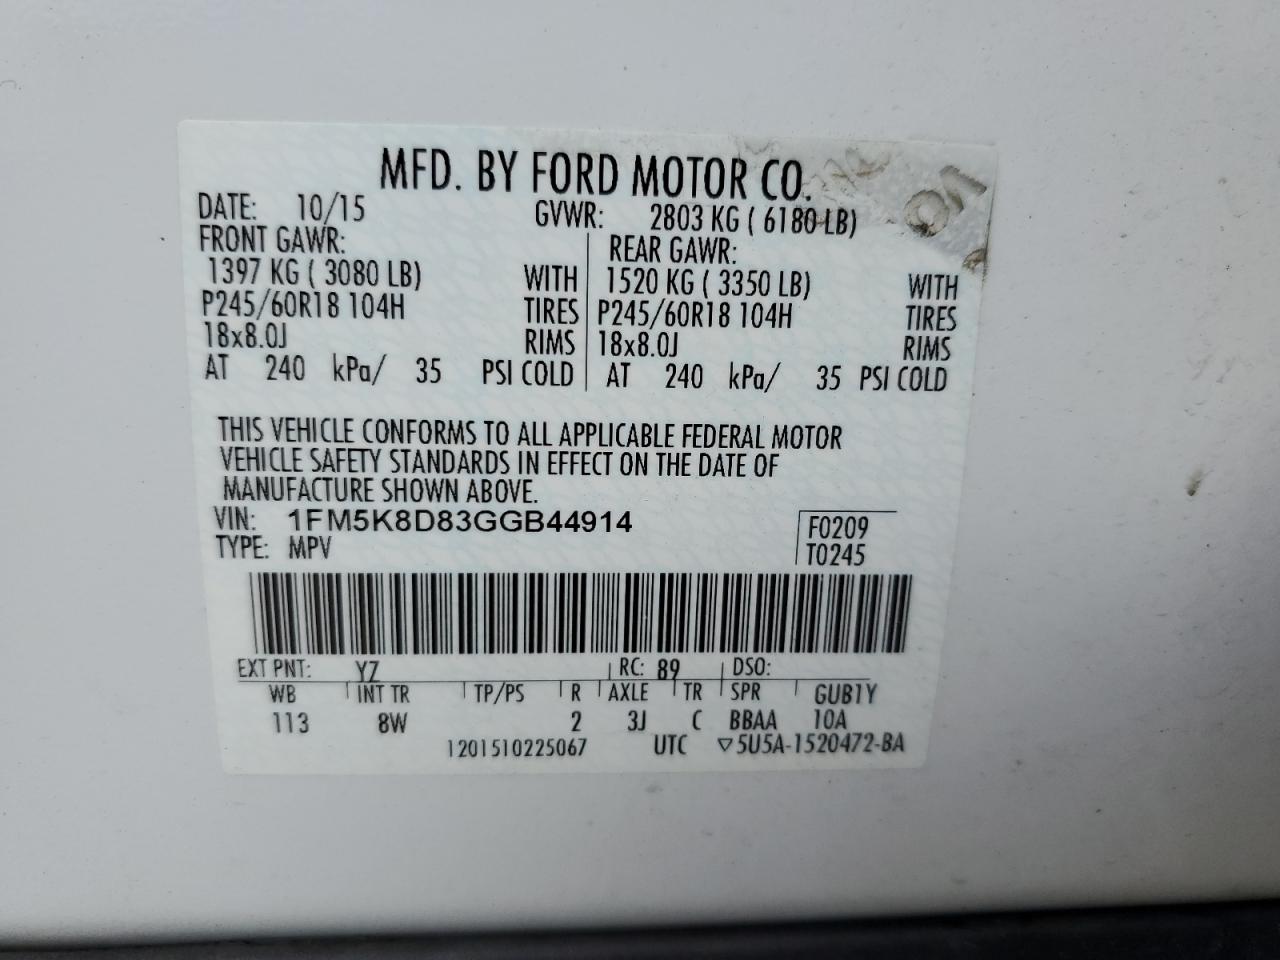 MFD. BY FORD MOTOR CO.
DATE: 10/15 GVWR: 2803 KG ( 6180 LB)
FRONT GAWR: REAR GAWR:
1397 KG ( 3080 LB) WITH 1520 KG ( 3350 LB) WITH
P245/60R18 104H TIRES P245/60R18 104H TIRES
18x8.0J RIMS 18x8.0J RIMS
AT 240 kPa/ 35 PSI COLD AT 240 kPa/ 35 PSI COLD
THIS VEHICLE CONFORMS TO ALL APPLICABLE FEDERAL MOTOR
VEHICLE SAFETY STANDARDS IN EFFECT ON THE DATE OF
MANUFACTURE SHOWN ABOVE.
VIN: 1FM5K8D83GGB44914 F0209
TYPE: MPV T0245
EXT PNT: YZ RC: 89 DSO:
WB INT TR TP/PS R AXLE TR SPR GUB1Y
113 8W 2 3J C BBAA 10A
1201510225067 UTC ▽5U5A-1520472-BA